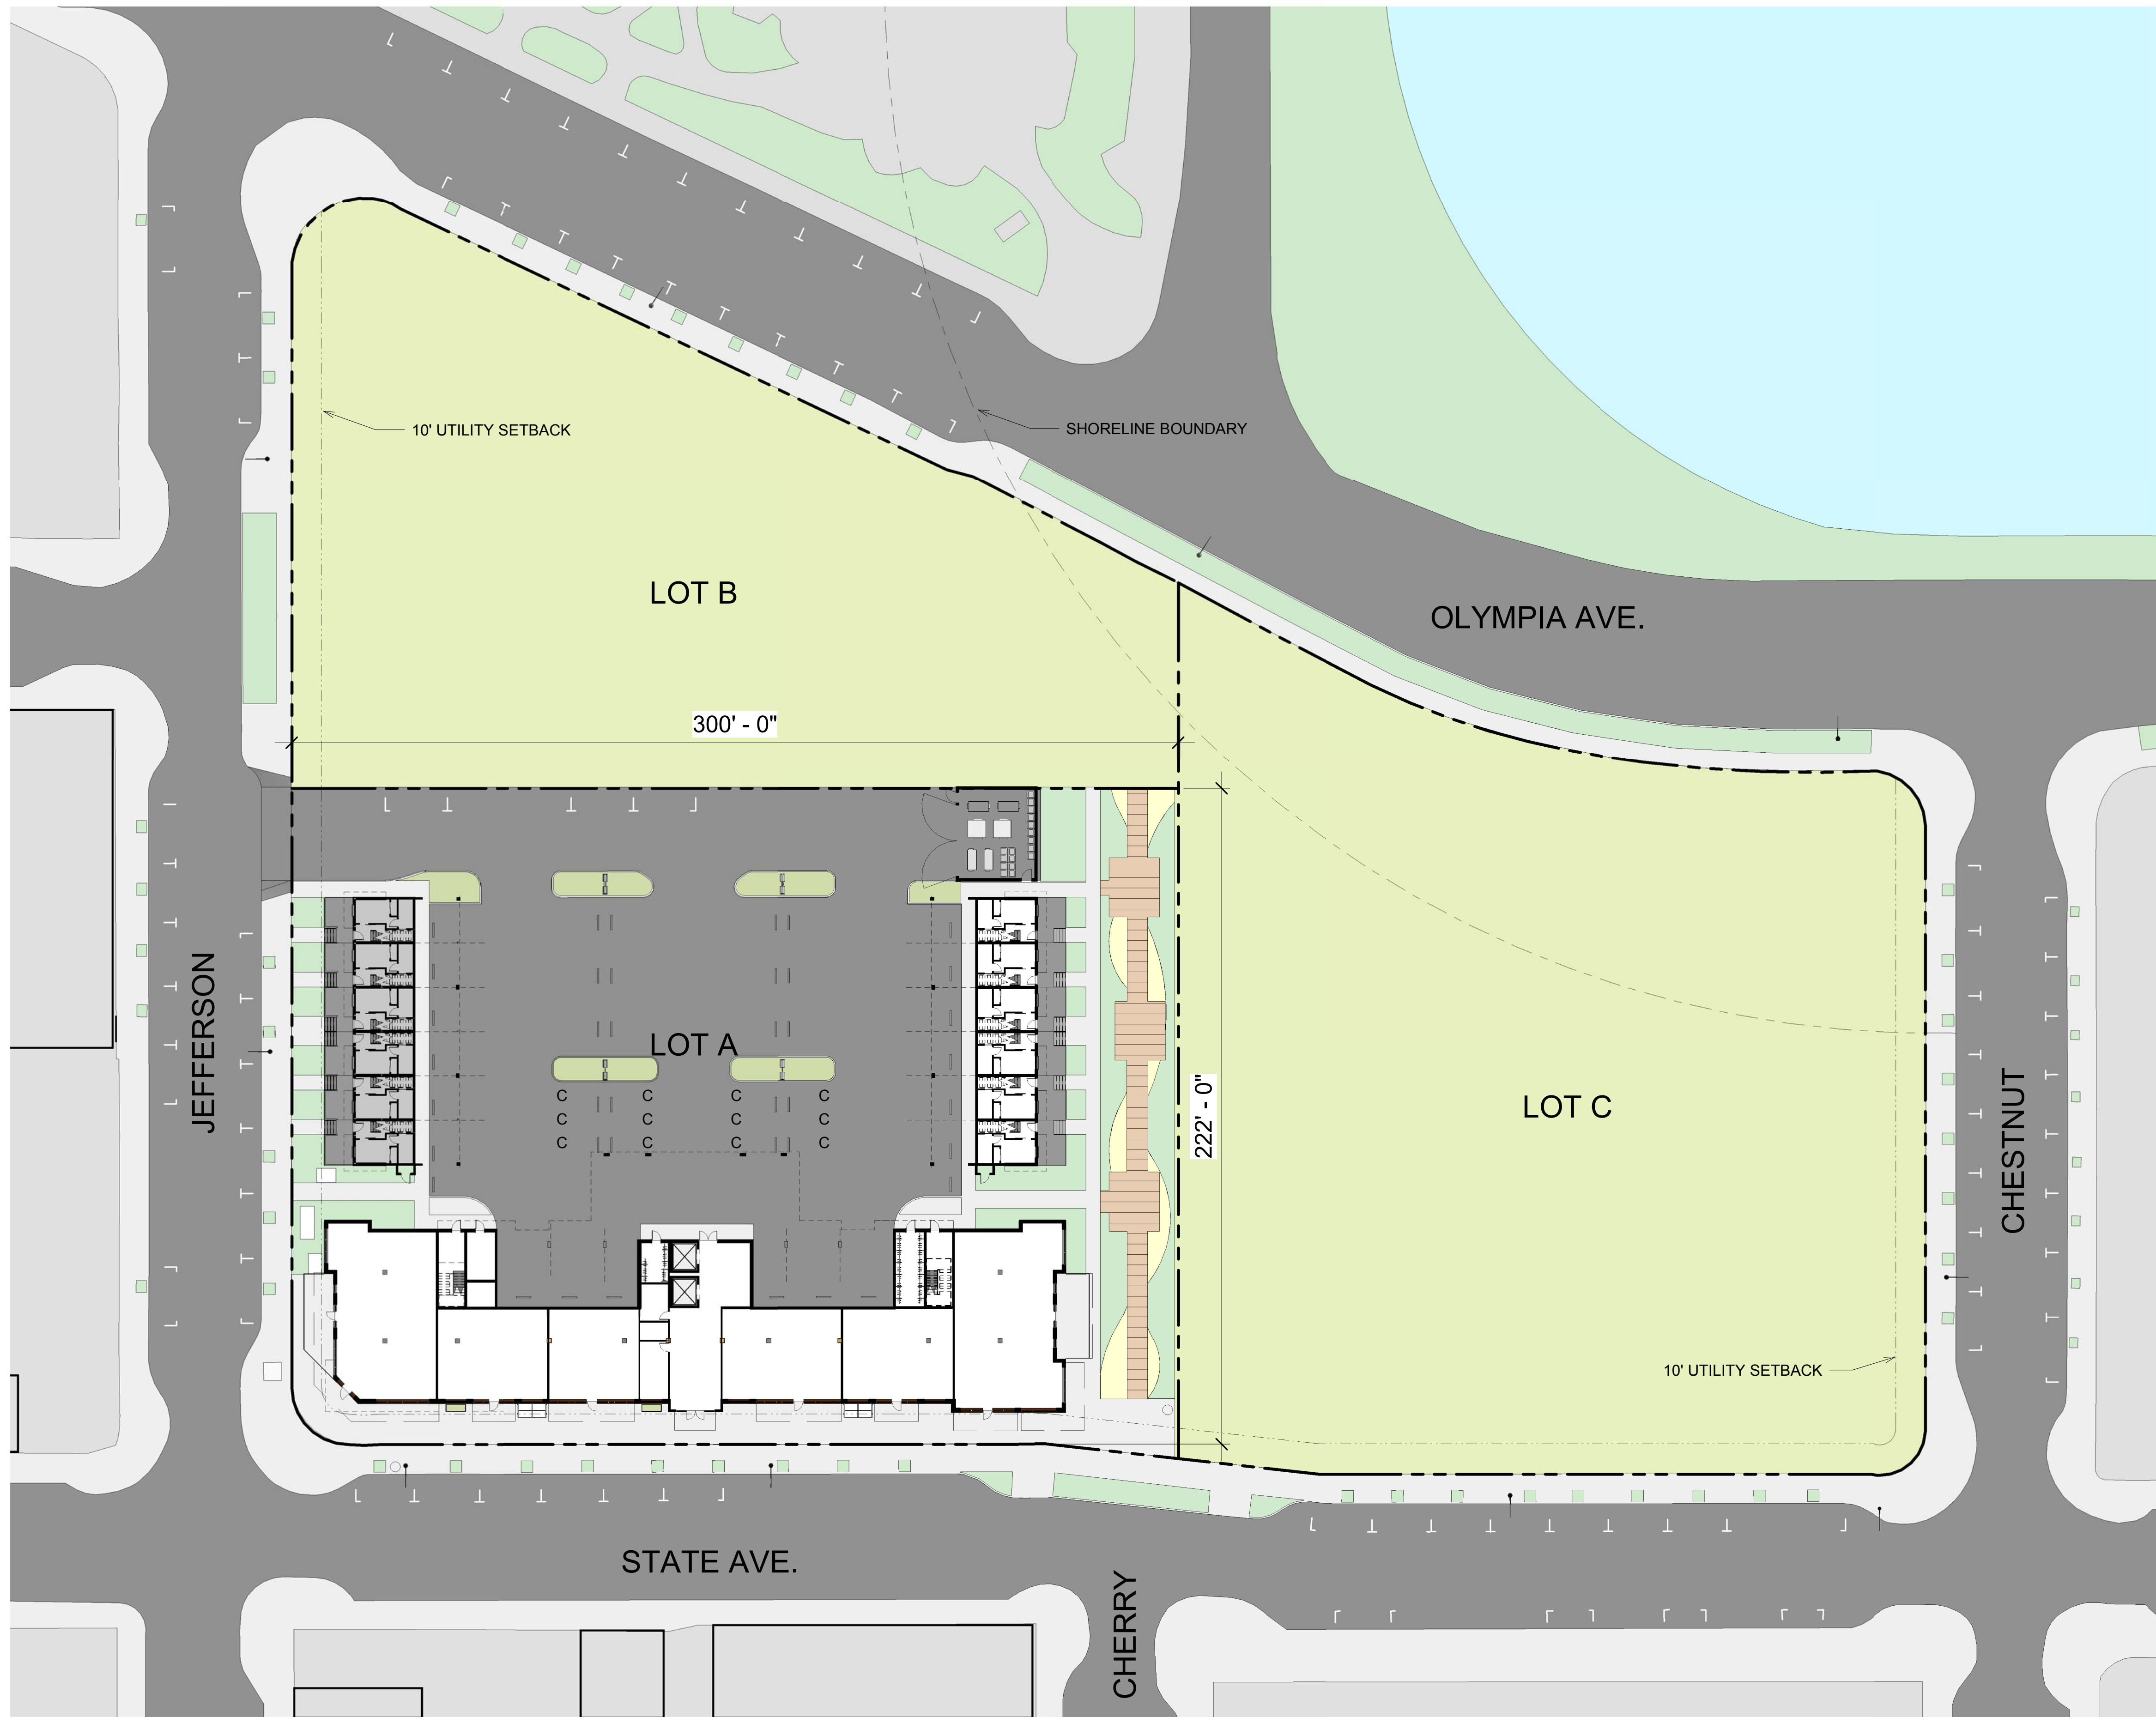 10' UTILITY SETBACK
SHORELINE BOUNDARY
LOT B
OLYMPIA AVE.
300' - 0"
JEFFERSON
LOT A
C C C C
C C C C
C C C C
222' - 0"
LOT C
CHESTNUT
10' UTILITY SETBACK
STATE AVE.
CHERRY